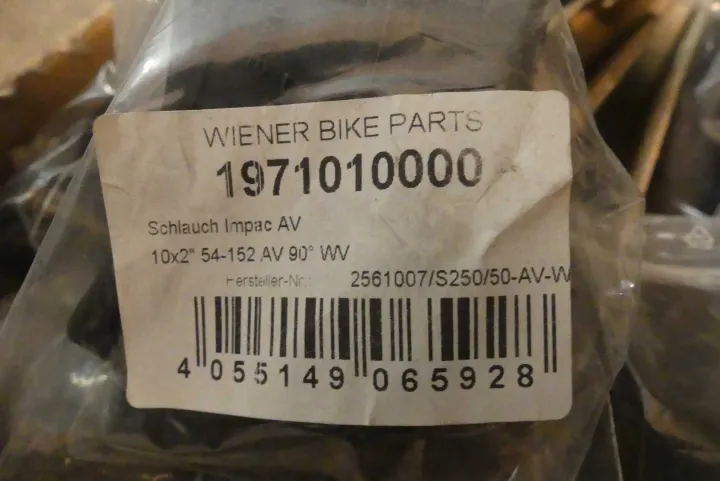 WIENER BIKE PARTS
1971010000
Schlauch Impac AV
10x2" 54-152 AV 90° WV
Hersteller-Nr.: 2561007/S250/50-AV-W
4 055149 065928